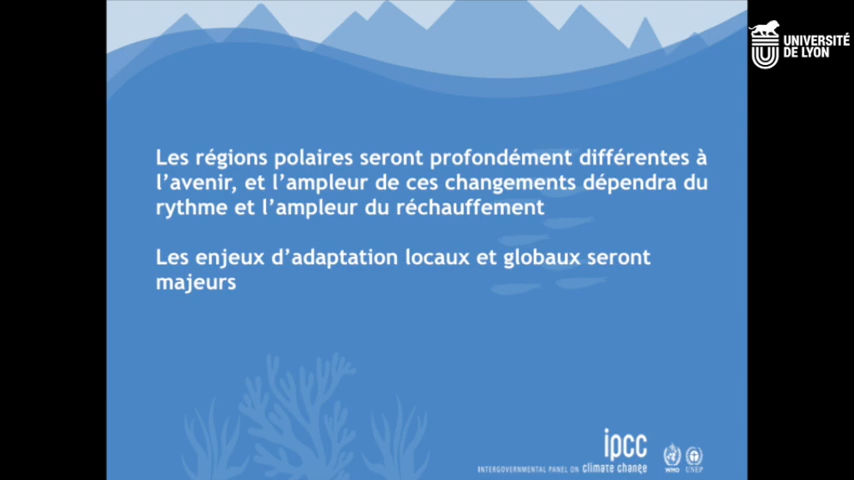 UNIVERSITÉ
DE LYON
Les régions polaires seront profondément différentes à
l'avenir, et l'ampleur de ces changements dépendra du
rythme et l'ampleur du réchauffement
Les enjeux d'adaptation locaux et globaux seront
majeurs
ipcc
INTERGOVERNMENTAL PANEL ON climate change
WMO UNEP